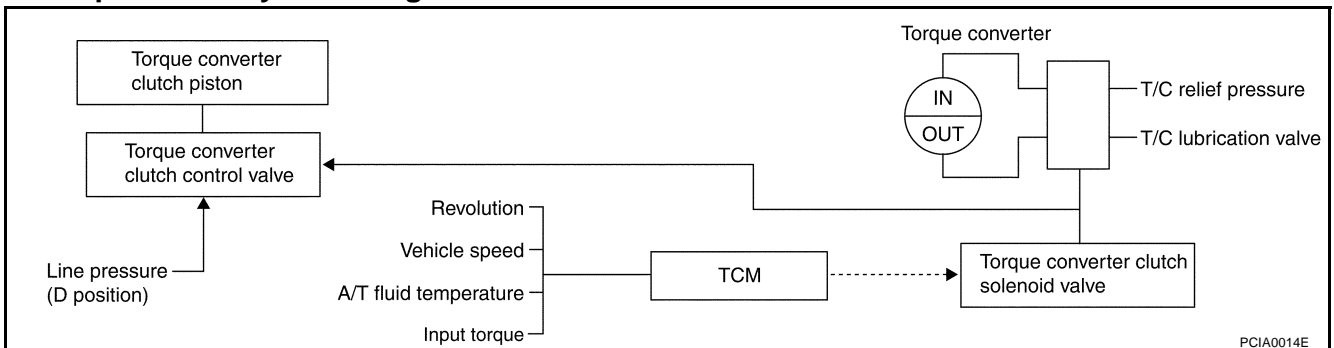 Torque converter
clutch piston
Torque converter
clutch control valve
Line pressure
(D position)
Revolution
Vehicle speed
A/T fluid temperature
Input torque
TCM
Torque converter
IN
OUT
T/C relief pressure
T/C lubrication valve
Torque converter clutch
solenoid valve
PCIA0014E